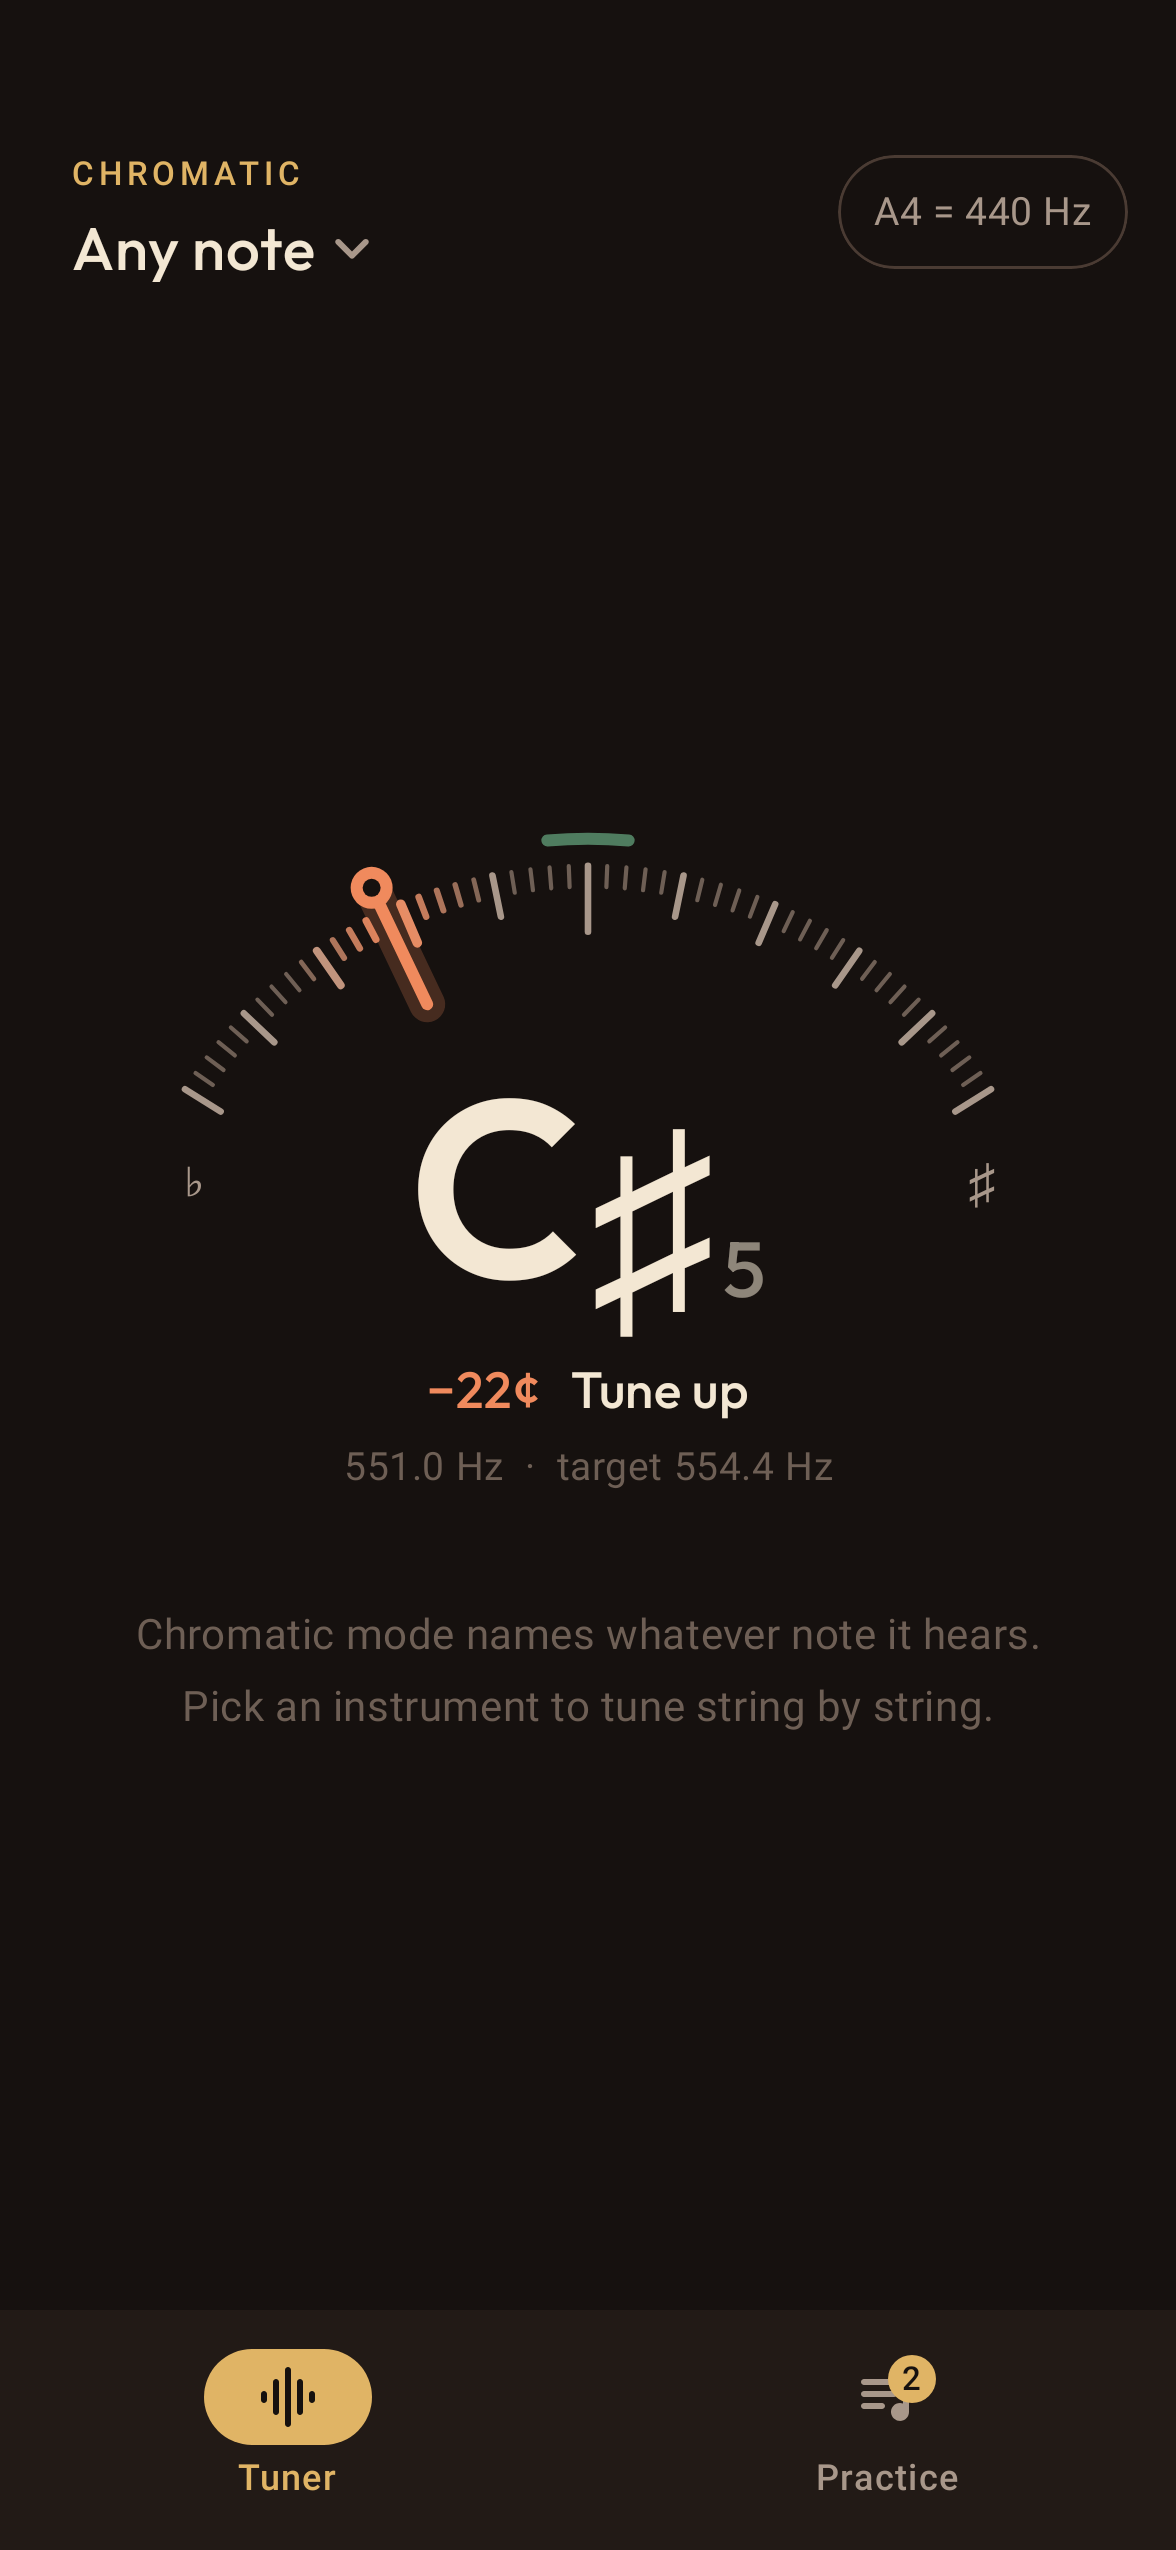 CHROMATIC
Any note
A4 = 440 Hz
♭
♯
C♯5
−22¢ Tune up
551.0 Hz · target 554.4 Hz
Chromatic mode names whatever note it hears.
Pick an instrument to tune string by string.
2
Tuner
Practice